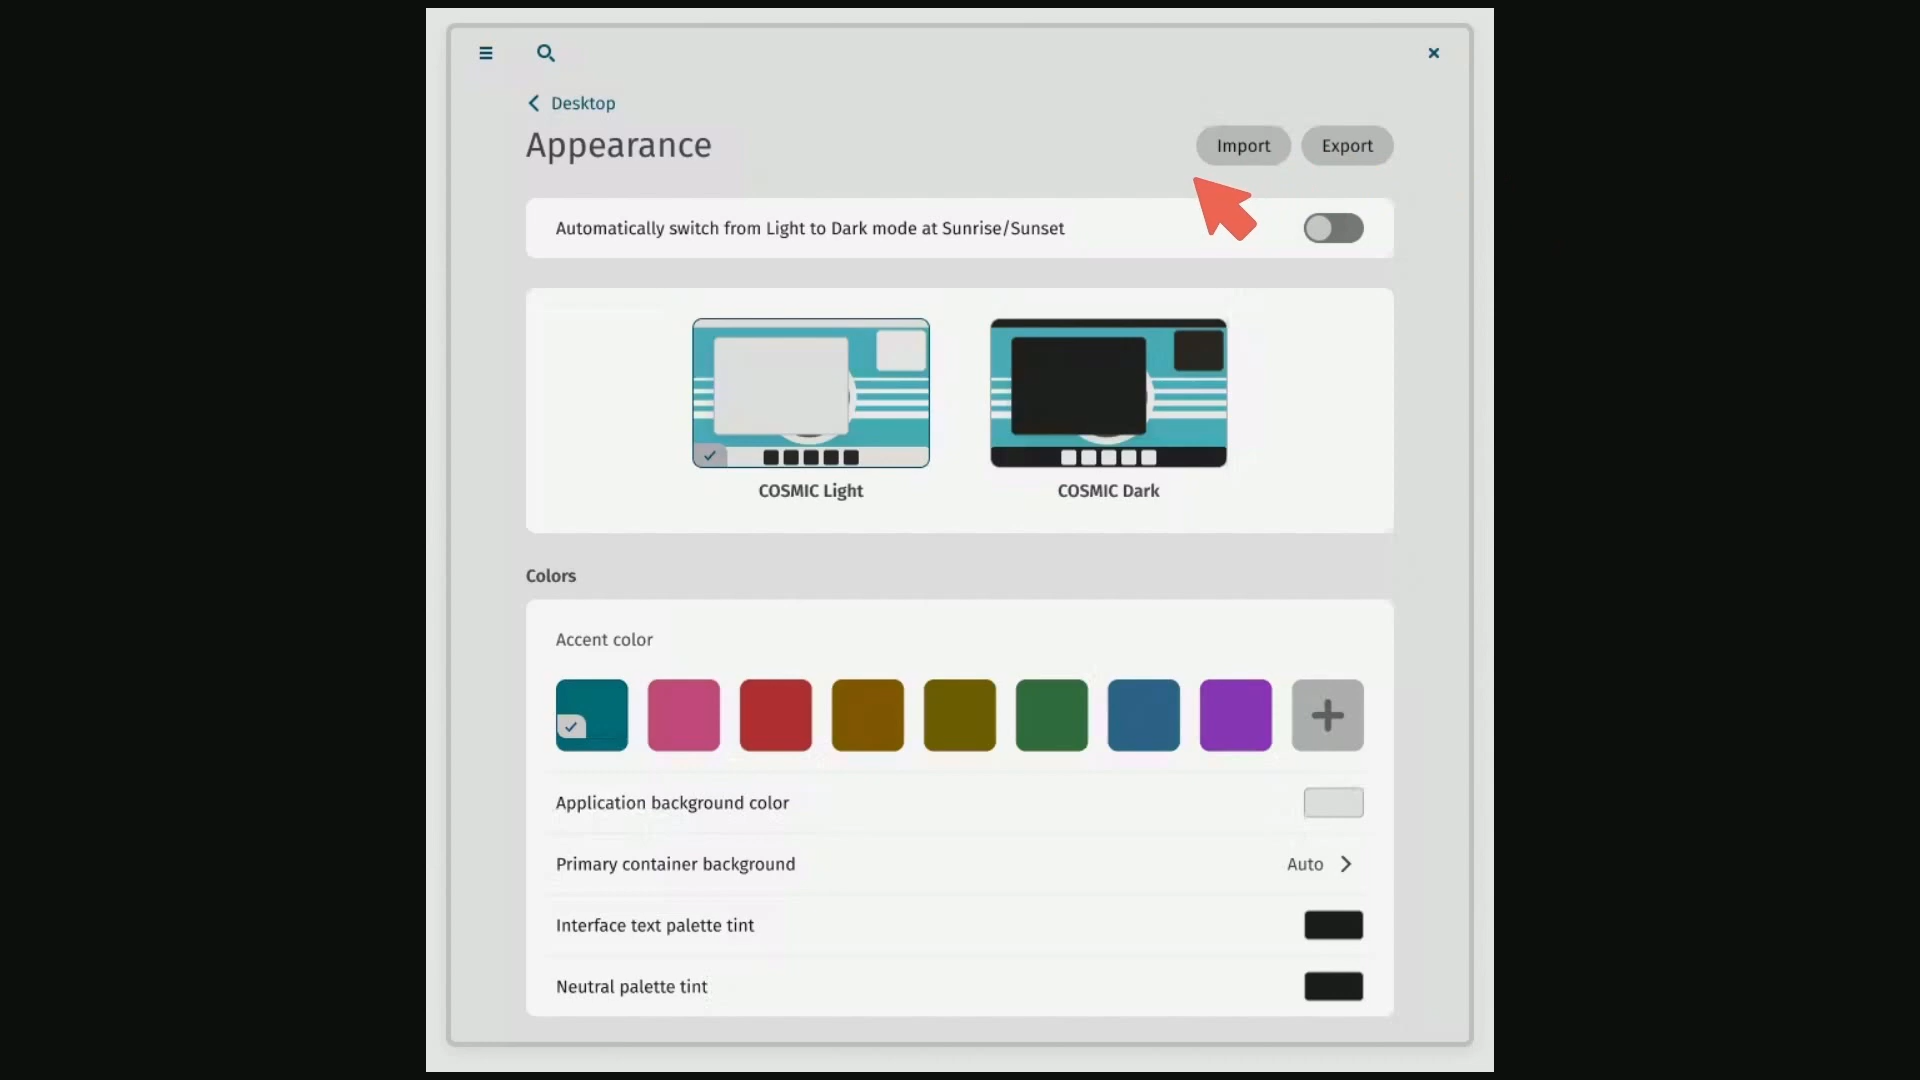 Desktop
Appearance
Import
Export
Automatically switch from Light to Dark mode at Sunrise/Sunset
COSMIC Light
COSMIC Dark
Colors
Accent color
Application background color
Primary container background
Auto
Interface text palette tint
Neutral palette tint